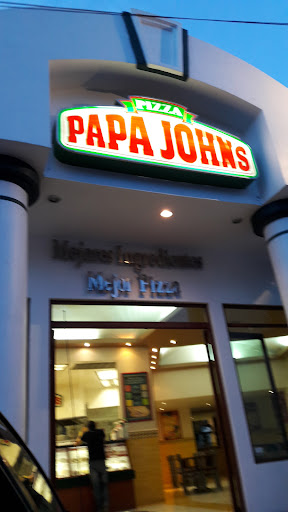 PIZZA
PAPA JOHNS
Mejores Ingredientes
Mejor Pizza